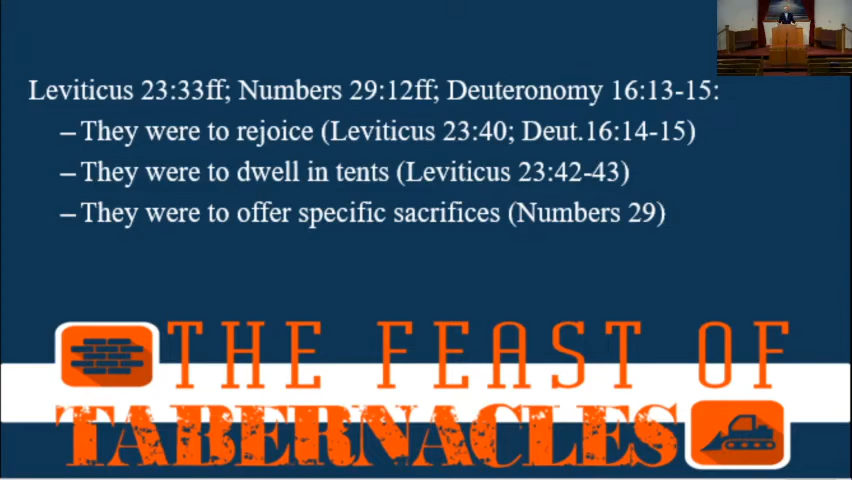 Leviticus 23:33ff; Numbers 29:12ff; Deuteronomy 16:13-15:
–They were to rejoice (Leviticus 23:40; Deut.16:14-15)
–They were to dwell in tents (Leviticus 23:42-43)
–They were to offer specific sacrifices (Numbers 29)
THE FEAST OF
TABERNACLES